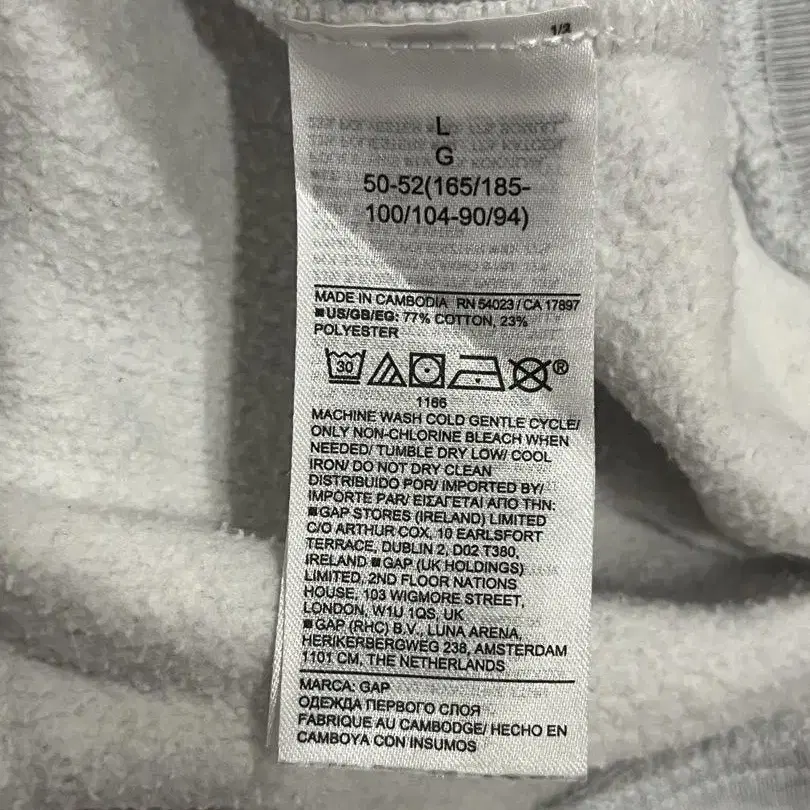 1/2
L
G
50-52(165/185-
100/104-90/94)
MADE IN CAMBODIA RN 54023 / CA 17897
■US/GB/EG: 77% COTTON, 23%
POLYESTER
30
®
1166
MACHINE WASH COLD GENTLE CYCLE/
ONLY NON-CHLORINE BLEACH WHEN
NEEDED/ TUMBLE DRY LOW/ COOL
IRON/ DO NOT DRY CLEAN
DISTRIBUIDO POR/ IMPORTED BY/
IMPORTE PAR/ ΕΙΣΑΓΕΤΑΙ ΑΠΟ ΤΗΝ:
■GAP STORES (IRELAND) LIMITED
C/O ARTHUR COX, 10 EARLSFORT
TERRACE, DUBLIN 2, D02 T380,
IRELAND ■GAP (UK HOLDINGS)
LIMITED, 2ND FLOOR NATIONS
HOUSE, 103 WIGMORE STREET,
LONDON, W1U 1QS, UK
■GAP (RHC) B.V., LUNA ARENA,
HERIKERBERGWEG 238, AMSTERDAM
1101 CM, THE NETHERLANDS
MARCA: GAP
ОДЕЖДА ПЕРВОГО СЛОЯ
FABRIQUE AU CAMBODGE/ HECHO EN
CAMBOYA CON INSUMOS